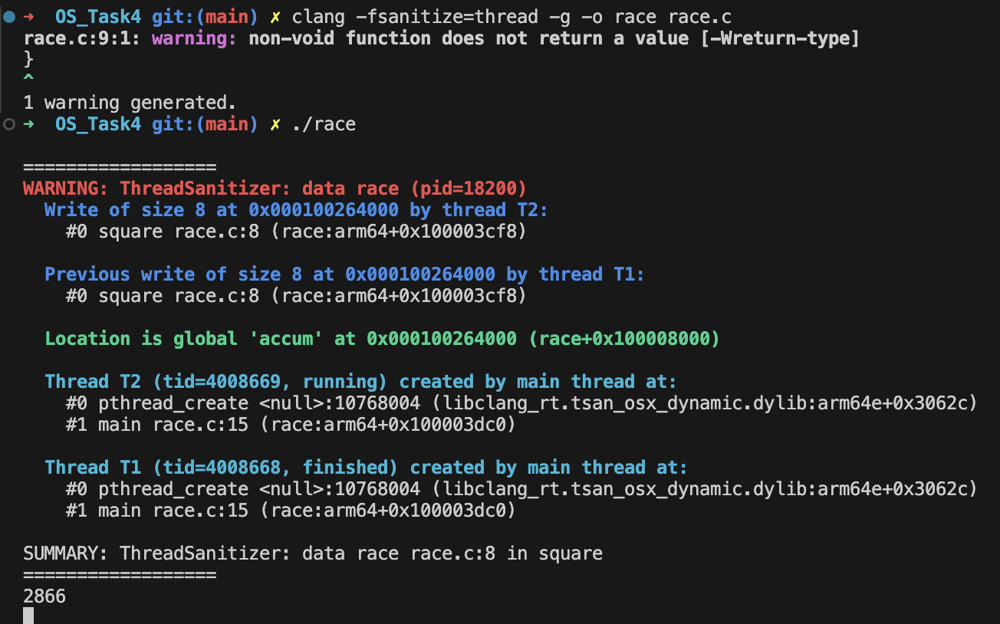 ➜ OS_Task4 git:(main) ✗ clang -fsanitize=thread -g -o race race.c
race.c:9:1: warning: non-void function does not return a value [-Wreturn-type]
}
^
1 warning generated.
➜ OS_Task4 git:(main) ✗ ./race
==================
WARNING: ThreadSanitizer: data race (pid=18200)
Write of size 8 at 0x000100264000 by thread T2:
#0 square race.c:8 (race:arm64+0x100003cf8)
Previous write of size 8 at 0x000100264000 by thread T1:
#0 square race.c:8 (race:arm64+0x100003cf8)
Location is global 'accum' at 0x000100264000 (race+0x100008000)
Thread T2 (tid=4008669, running) created by main thread at:
#0 pthread_create <null>:10768004 (libclang_rt.tsan_osx_dynamic.dylib:arm64e+0x3062c)
#1 main race.c:15 (race:arm64+0x100003dc0)
Thread T1 (tid=4008668, finished) created by main thread at:
#0 pthread_create <null>:10768004 (libclang_rt.tsan_osx_dynamic.dylib:arm64e+0x3062c)
#1 main race.c:15 (race:arm64+0x100003dc0)
SUMMARY: ThreadSanitizer: data race race.c:8 in square
==================
2866